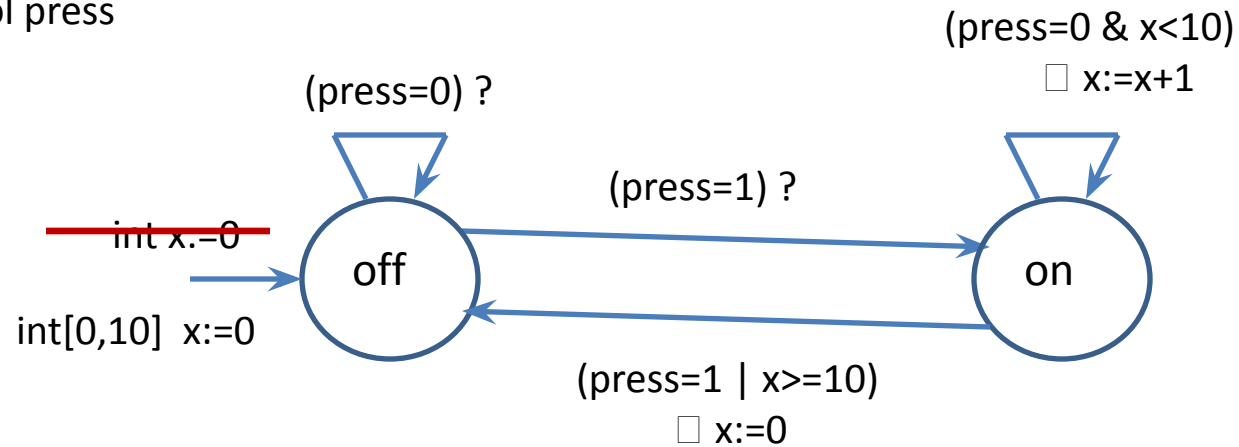 press
(press=0 & x<10)
□ x:=x+1
(press=0) ?
(press=1) ?
int x:=0
off
on
int[0,10] x:=0
(press=1 | x>=10)
□ x:=0